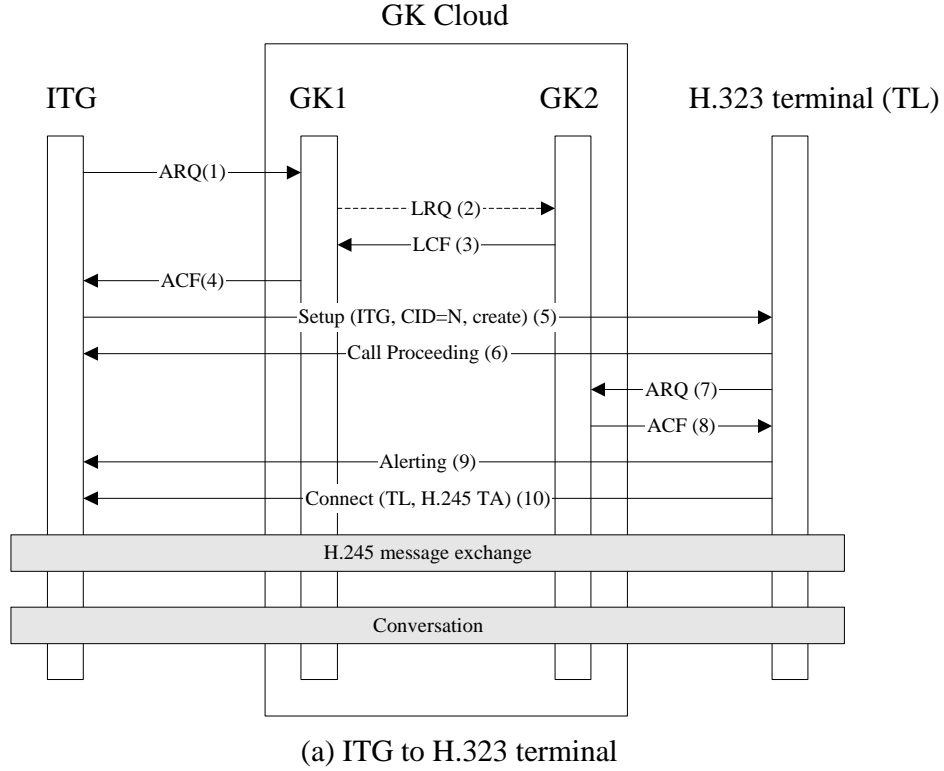 GK Cloud
ITG
GK1
GK2
H.323 terminal (TL)
ARQ(1)
LRQ (2)
LCF (3)
ACF(4)
Setup (ITG, CID=N, create) (5)
Call Proceeding (6)
ARQ (7)
ACF (8)
Alerting (9)
Connect (TL, H.245 TA) (10)
H.245 message exchange
Conversation
(a) ITG to H.323 terminal